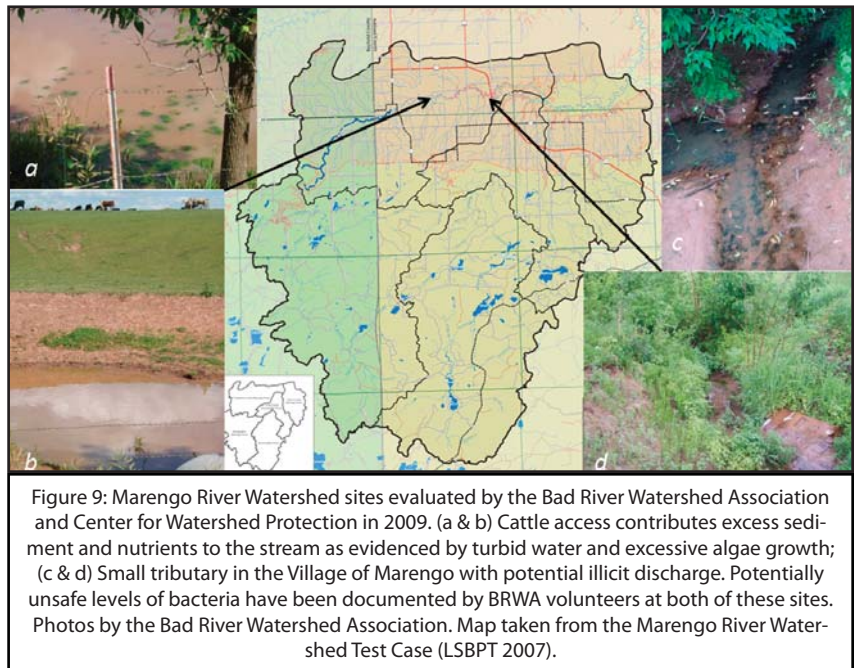 a
b
c
d
Figure 9: Marengo River Watershed sites evaluated by the Bad River Watershed Association
and Center for Watershed Protection in 2009. (a & b) Cattle access contributes excess sedi-
ment and nutrients to the stream as evidenced by turbid water and excessive algae growth;
(c & d) Small tributary in the Village of Marengo with potential illicit discharge. Potentially
unsafe levels of bacteria have been documented by BRWA volunteers at both of these sites.
Photos by the Bad River Watershed Association. Map taken from the Marengo River Water-
shed Test Case (LSBPT 2007).